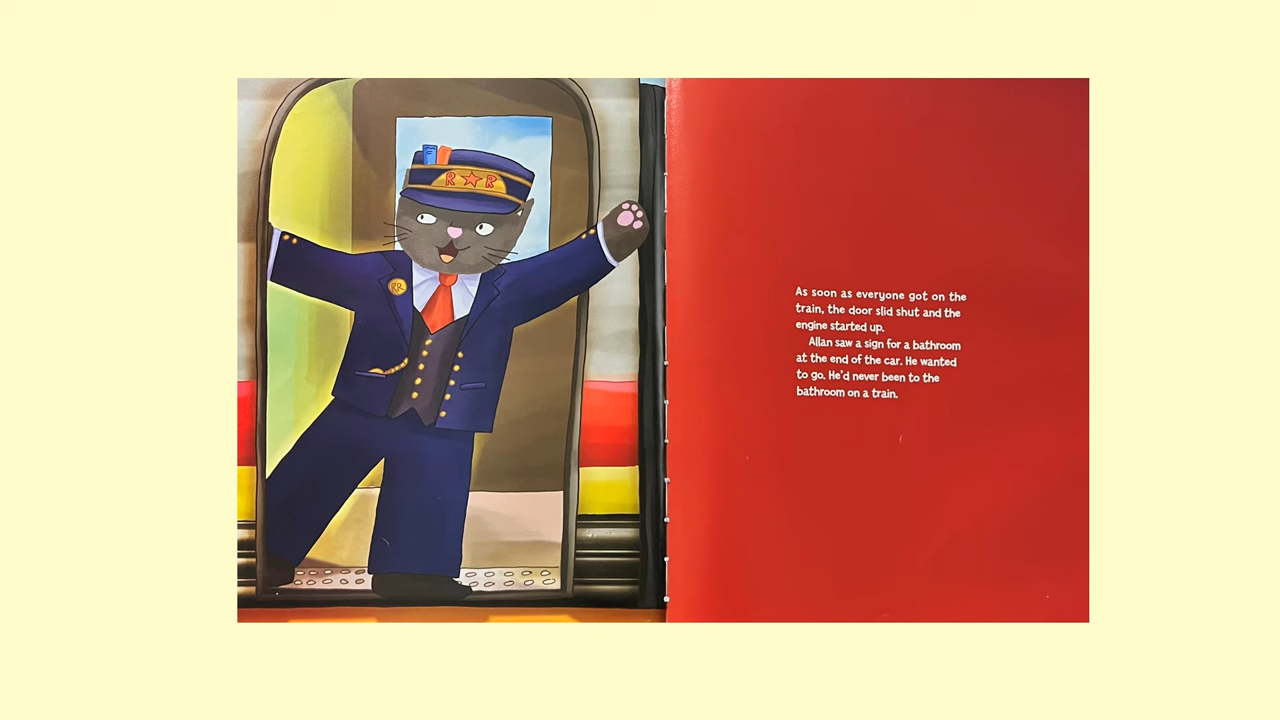 R ★ R
RR
As soon as everyone got on the
train, the door slid shut and the
engine started up.
Allan saw a sign for a bathroom
at the end of the car. He wanted
to go. He'd never been to the
bathroom on a train.